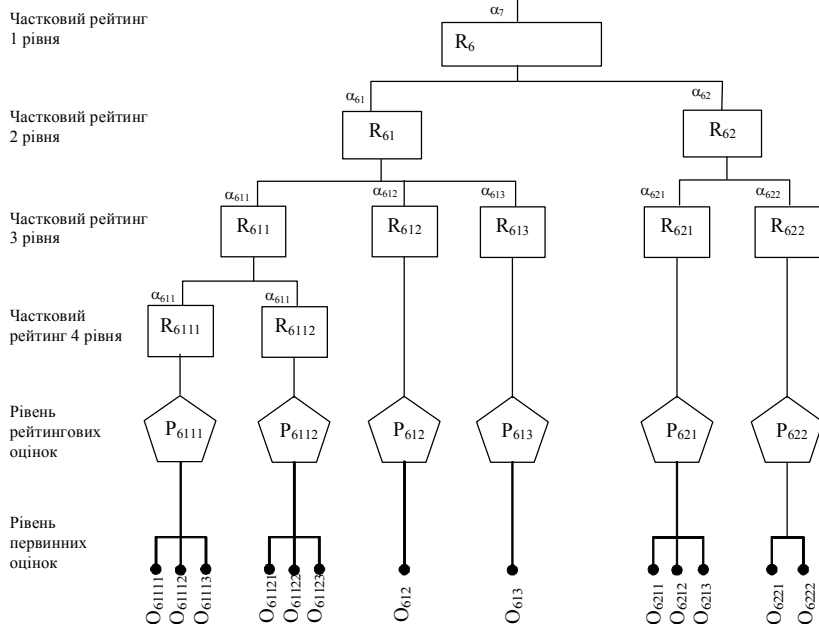 Частковий рейтинг
1 рівня
α₇
R₆
Частковий рейтинг
2 рівня
α₆₁
α₆₂
R₆₁
R₆₂
Частковий рейтинг
3 рівня
α₆₁₁
α₆₁₂
α₆₁₃
α₆₂₁
α₆₂₂
R₆₁₁
R₆₁₂
R₆₁₃
R₆₂₁
R₆₂₂
Частковий
рейтинг 4 рівня
α₆₁₁
α₆₁₁
R₆₁₁₁
R₆₁₁₂
Рівень
рейтингових
оцінок
P₆₁₁₁
P₆₁₁₂
P₆₁₂
P₆₁₃
P₆₂₁
P₆₂₂
Рівень
первинних
оцінок
O₆₁₁₁₁
O₆₁₁₁₂
O₆₁₁₁₃
O₆₁₁₂₁
O₆₁₁₂₂
O₆₁₁₂₃
O₆₁₂
O₆₁₃
O₆₂₁₁
O₆₂₁₂
O₆₂₁₃
O₆₂₂₁
O₆₂₂₂